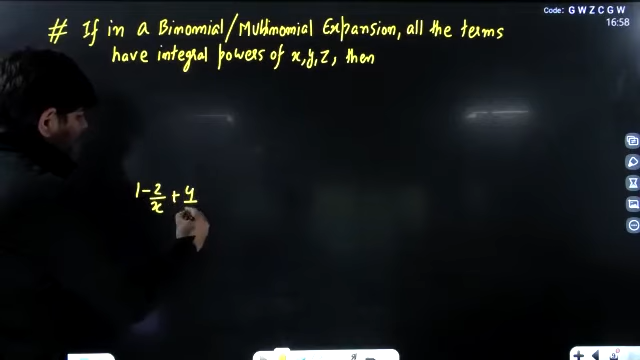 Code: G W Z C G W
16:58
# If in a Binomial/Multinomial Expansion, all the terms
have integral powers of x, y, z, then
1 - 2/x + 4/